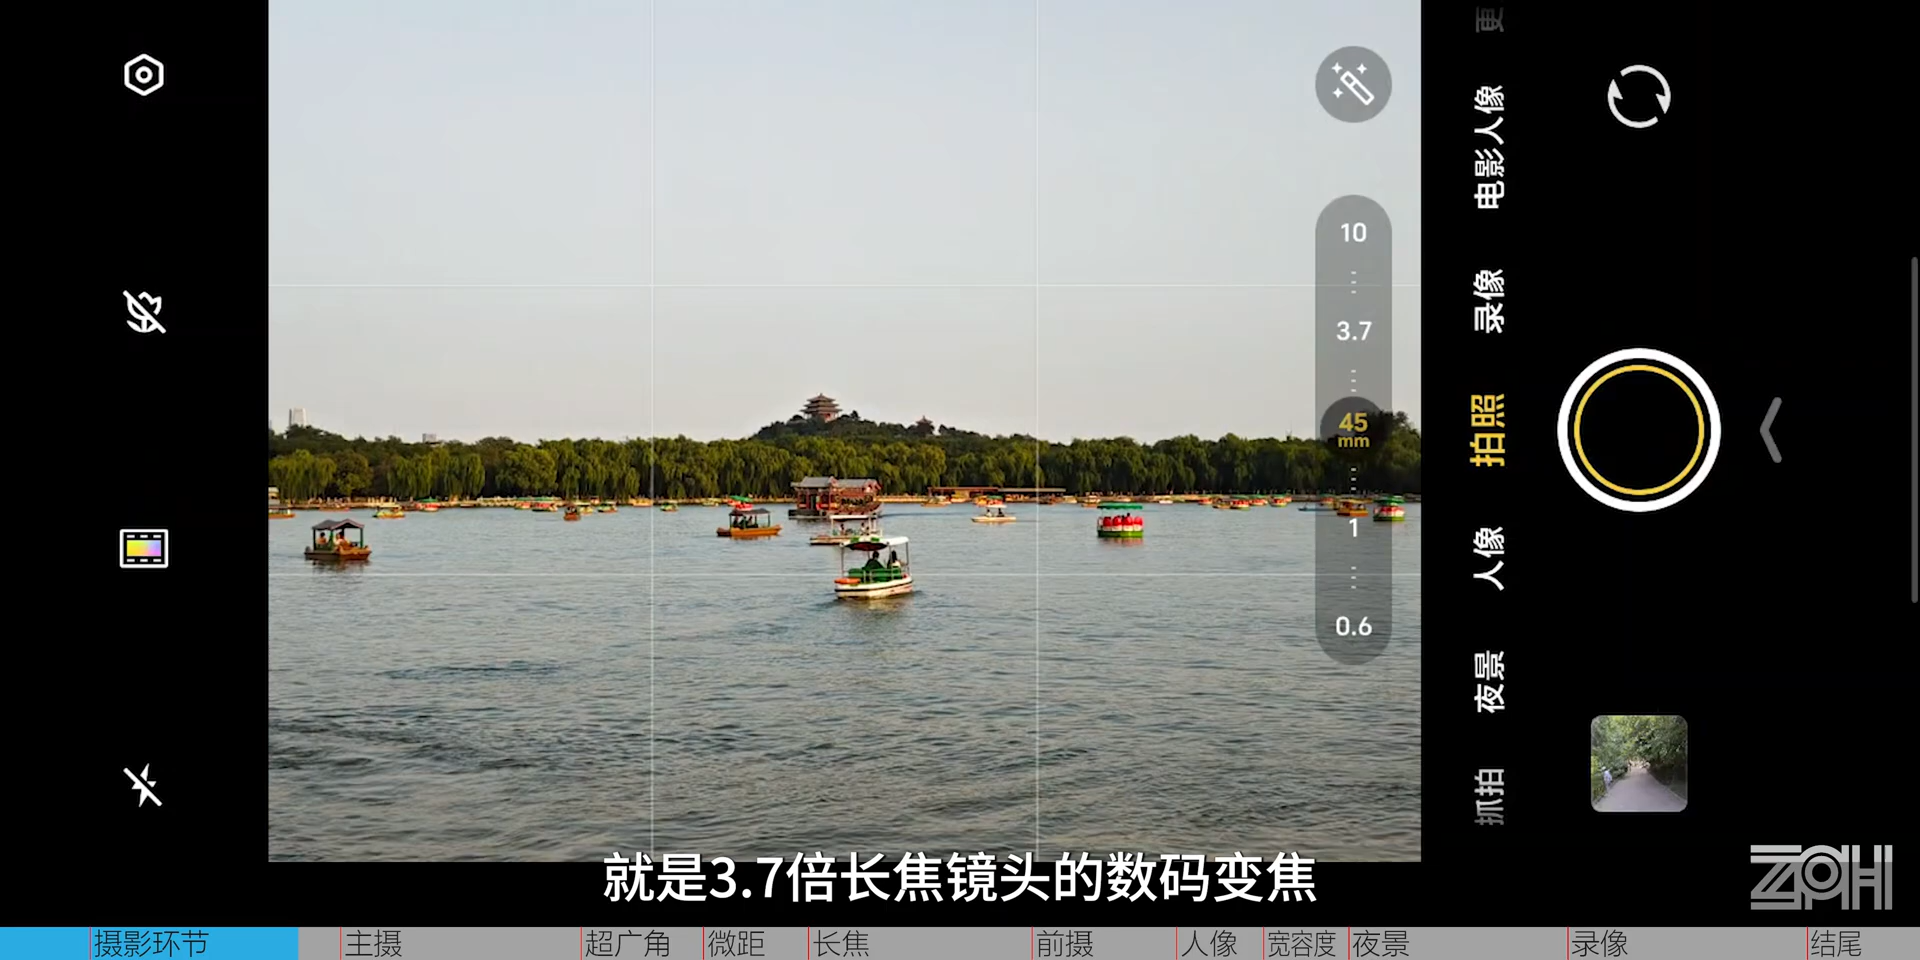 10
3.7
45
mm
1
0.6
更
电影人像
录像
拍照
人像
夜景
抓拍
就是3.7倍长焦镜头的数码变焦
摄影环节
主摄
超广角
微距
长焦
前摄
人像
宽容度
夜景
录像
结尾